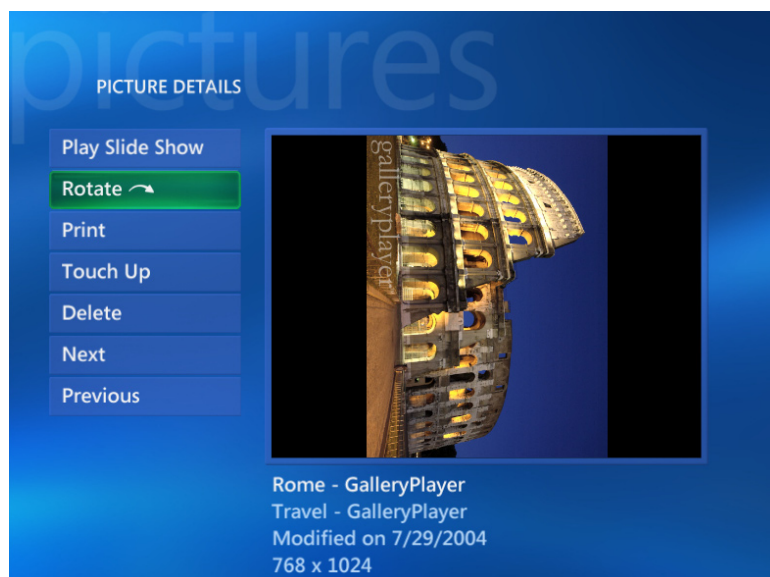 pictures
PICTURE DETAILS
Play Slide Show
Rotate
Print
Touch Up
Delete
Next
Previous
galleryplayer
Rome - GalleryPlayer
Travel - GalleryPlayer
Modified on 7/29/2004
768 x 1024